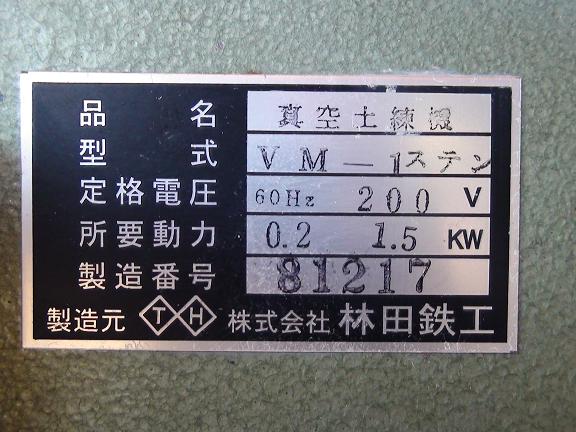 品名 真空土練機
型式 VM-1ステン
定格電圧 60Hz 200 V
所要動力 0.2 1.5 KW
製造番号 81217
製造元 TH 株式会社 林田鉄工